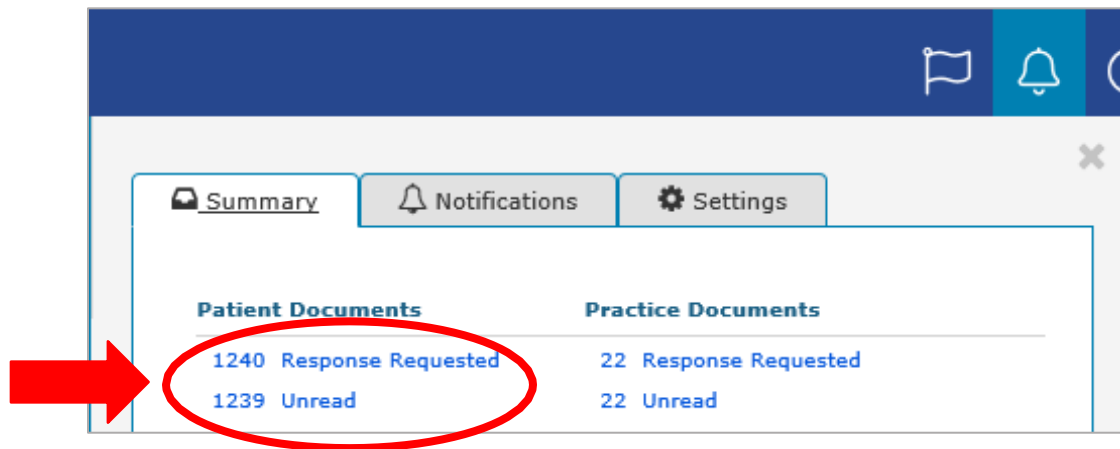 Summary Notifications Settings
Patient Documents Practice Documents
1240 Response Requested 22 Response Requested
1239 Unread 22 Unread